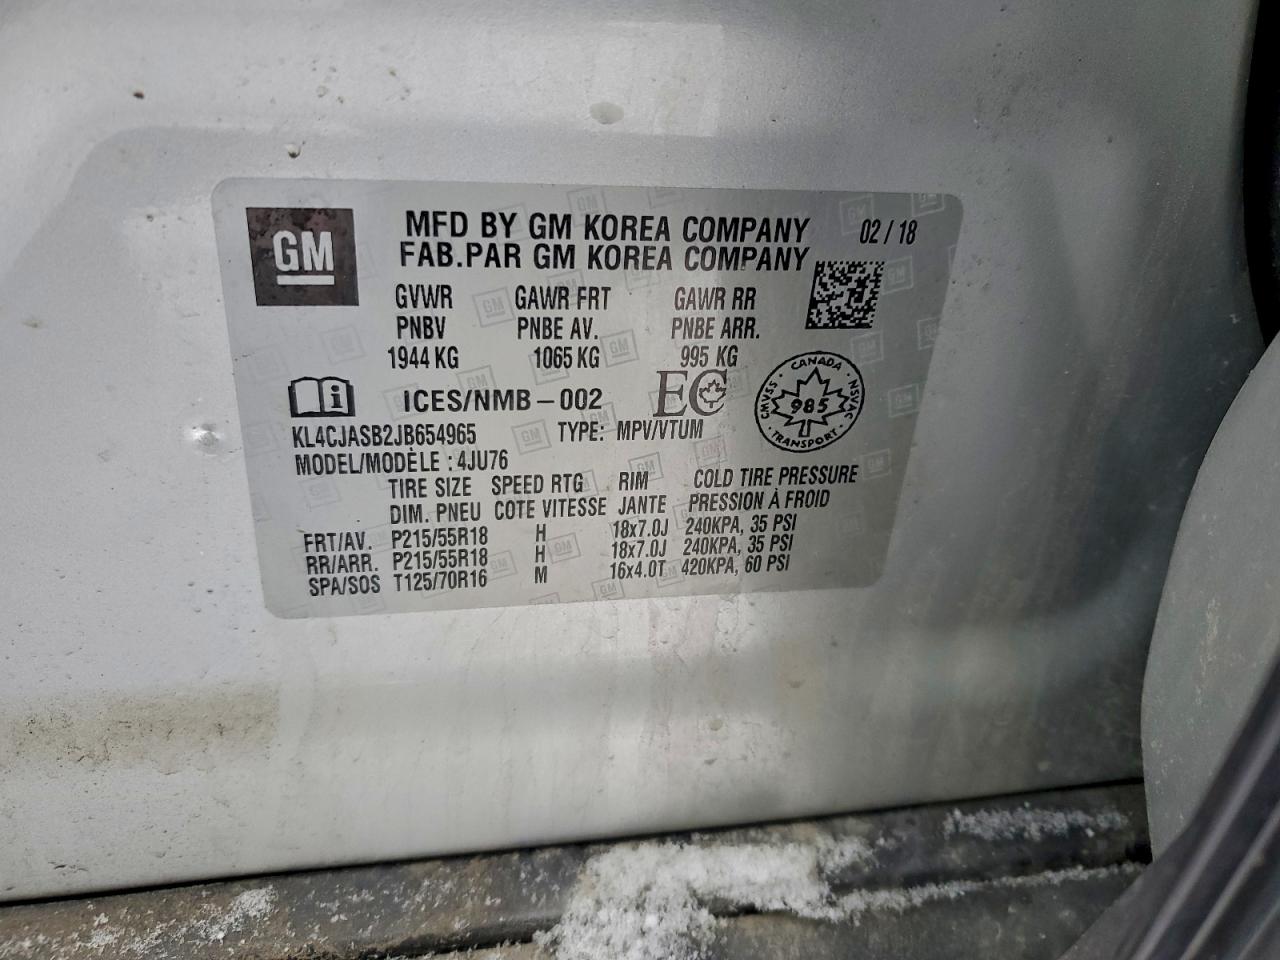 GM
MFD BY GM KOREA COMPANY 02 / 18
FAB.PAR GM KOREA COMPANY
GVWR GAWR FRT GAWR RR
PNBV PNBE AV. PNBE ARR.
1944 KG 1065 KG 995 KG
ICES/NMB-002 EC
CANADA CMVSS NSVAC 985 TRANSPORT
KL4CJASB2JB654965 TYPE: MPV/VTUM
MODEL/MODÈLE : 4JU76
TIRE SIZE SPEED RTG RIM COLD TIRE PRESSURE
DIM. PNEU COTE VITESSE JANTE PRESSION À FROID
FRT/AV. P215/55R18 H 18x7.0J 240KPA, 35 PSI
RR/ARR. P215/55R18 H 18x7.0J 240KPA, 35 PSI
SPA/SOS T125/70R16 M 16x4.0T 420KPA, 60 PSI